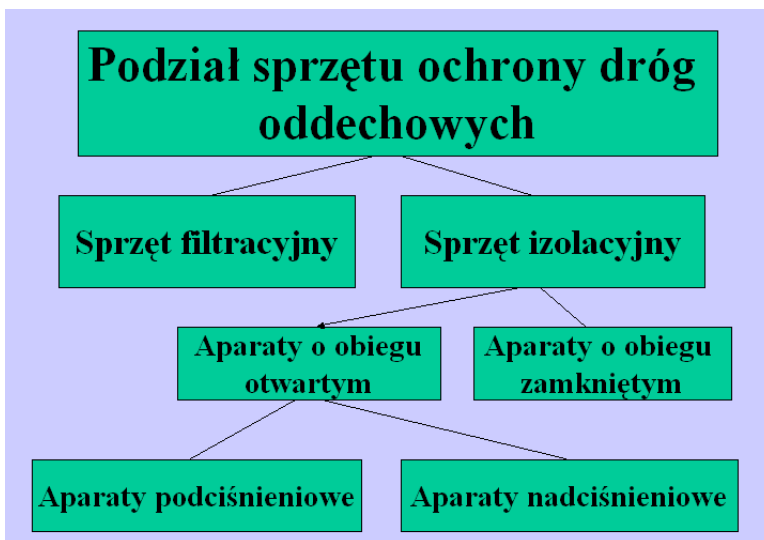 Podział sprzętu ochrony dróg
oddechowych
Sprzęt filtracyjny
Sprzęt izolacyjny
Aparaty o obiegu
otwartym
Aparaty o obiegu
zamkniętym
Aparaty podciśnieniowe
Aparaty nadciśnieniowe